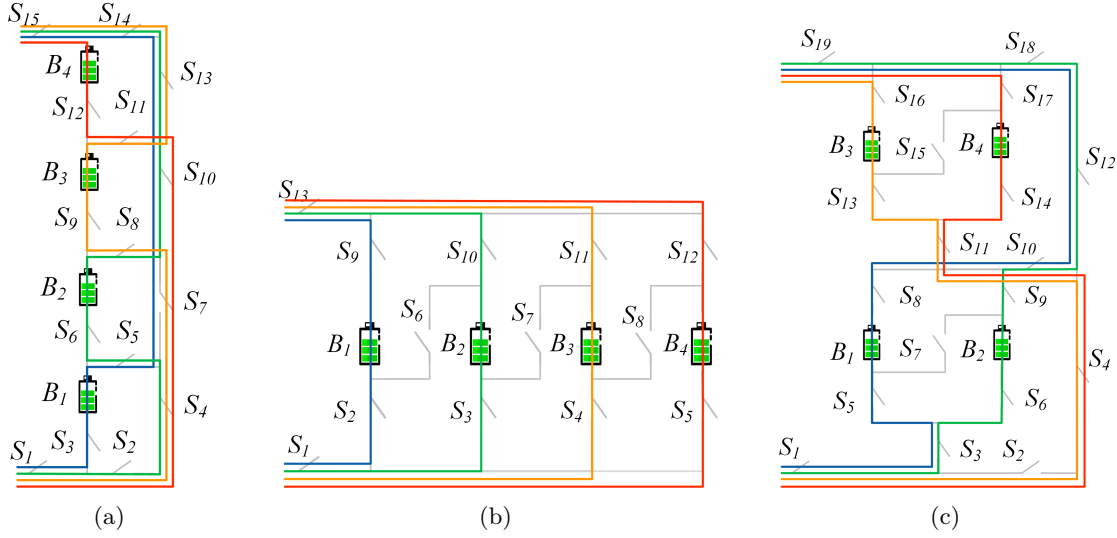 S15 S14
B4 S13
S12 S11
B3 S10
S9 S8
B2 S7
S6 S5
B1 S4
S3 S2
S1
(a)
S13
S9 S10 S11 S12
S6 S7 S8
B1 B2 B3 B4
S2 S3 S4 S5
S1
(b)
S19 S18
S16 S17
B3 S15 B4 S12
S13 S14
S11 S10
S8 S9
B1 S7 B2 S4
S5 S6
S1 S3 S2
(c)